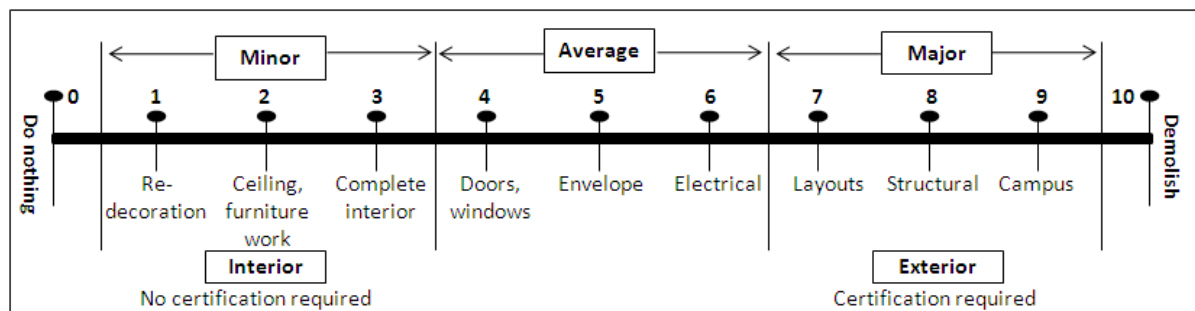 Minor
Average
Major
0
1
2
3
4
5
6
7
8
9
10
Do nothing
Re-
decoration
Ceiling,
furniture
work
Complete
interior
Doors,
windows
Envelope
Electrical
Layouts
Structural
Campus
Demolish
Interior
No certification required
Exterior
Certification required